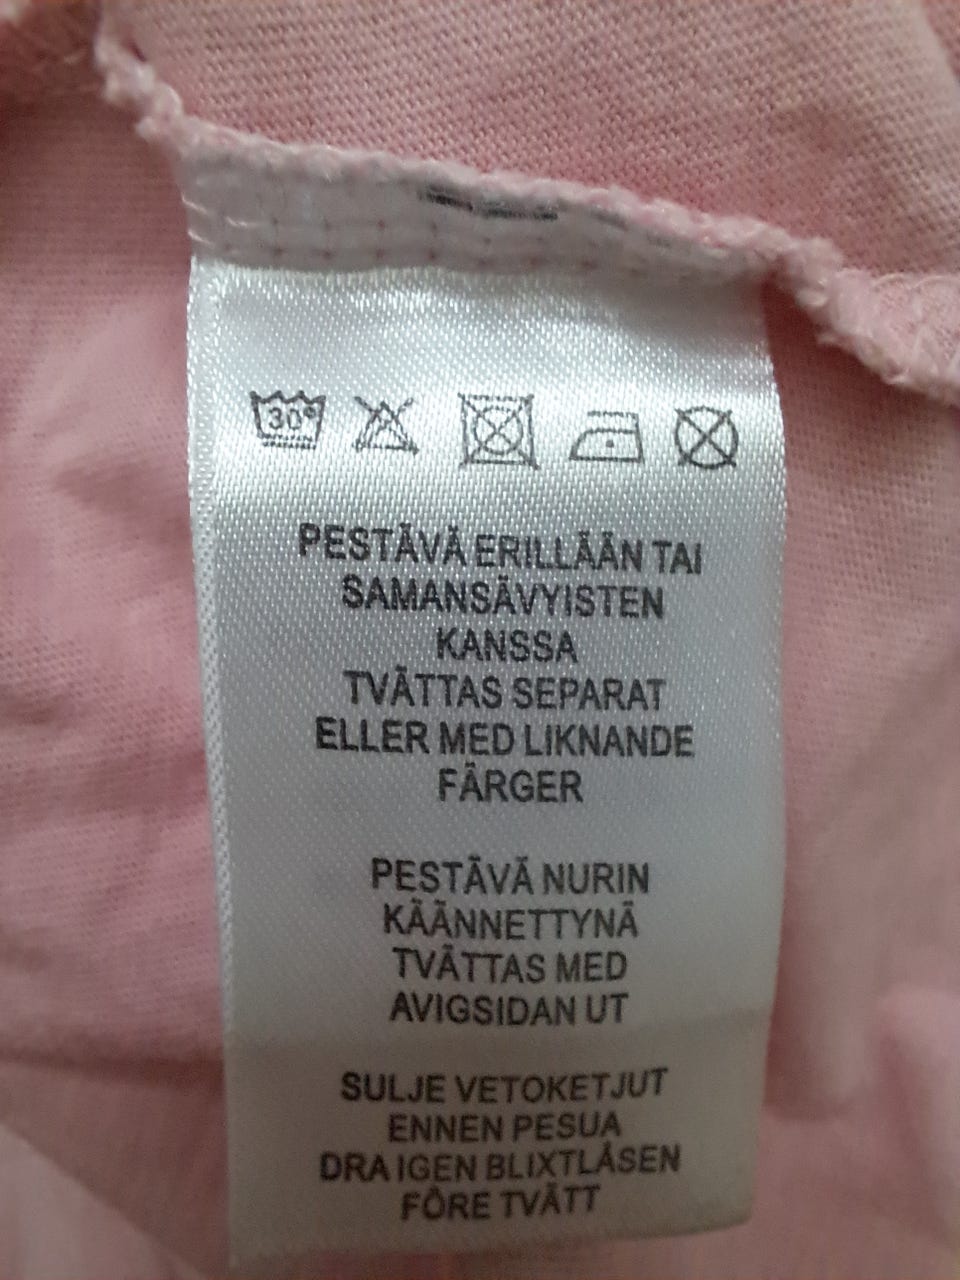 30°
PESTÄVÄ ERILLÄÄN TAI
SAMANSÄVYISTEN
KANSSA
TVÄTTAS SEPARAT
ELLER MED LIKNANDE
FÄRGER
PESTÄVÄ NURIN
KÄÄNNETTYNÄ
TVÄTTAS MED
AVIGSIDAN UT
SULJE VETOKETJUT
ENNEN PESUA
DRA IGEN BLIXTLÅSEN
FÖRE TVÄTT